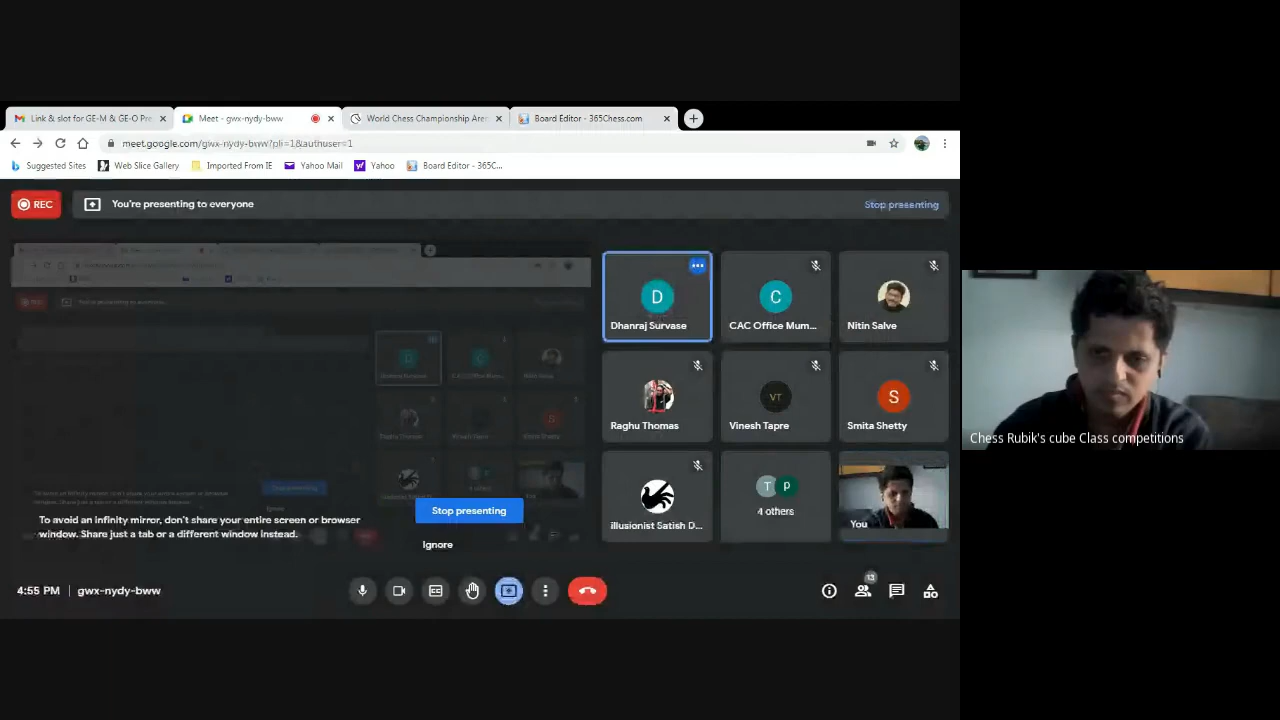 Link & slot for GE-M & GE-O Pre
Meet - gwx-nydy-bww
World Chess Championship Are
Board Editor - 365Chess.com
meet.google.com/gwx-nydy-bww?pli=1&authuser=1
Suggested Sites
Web Slice Gallery
Imported From IE
Yahoo Mail
Yahoo
Board Editor - 365C...
REC
You're presenting to everyone
Stop presenting
D
Dhanraj Survase
C
CAC Office Mum...
Nitin Salve
Raghu Thomas
VT
Vinesh Tapre
S
Smita Shetty
illusionist Satish D...
T P
4 others
You
To avoid an infinity mirror, don't share your entire screen or browser
window. Share just a tab or a different window instead.
Stop presenting
Ignore
4:55 PM | gwx-nydy-bww
13
Chess Rubik's cube Class competitions